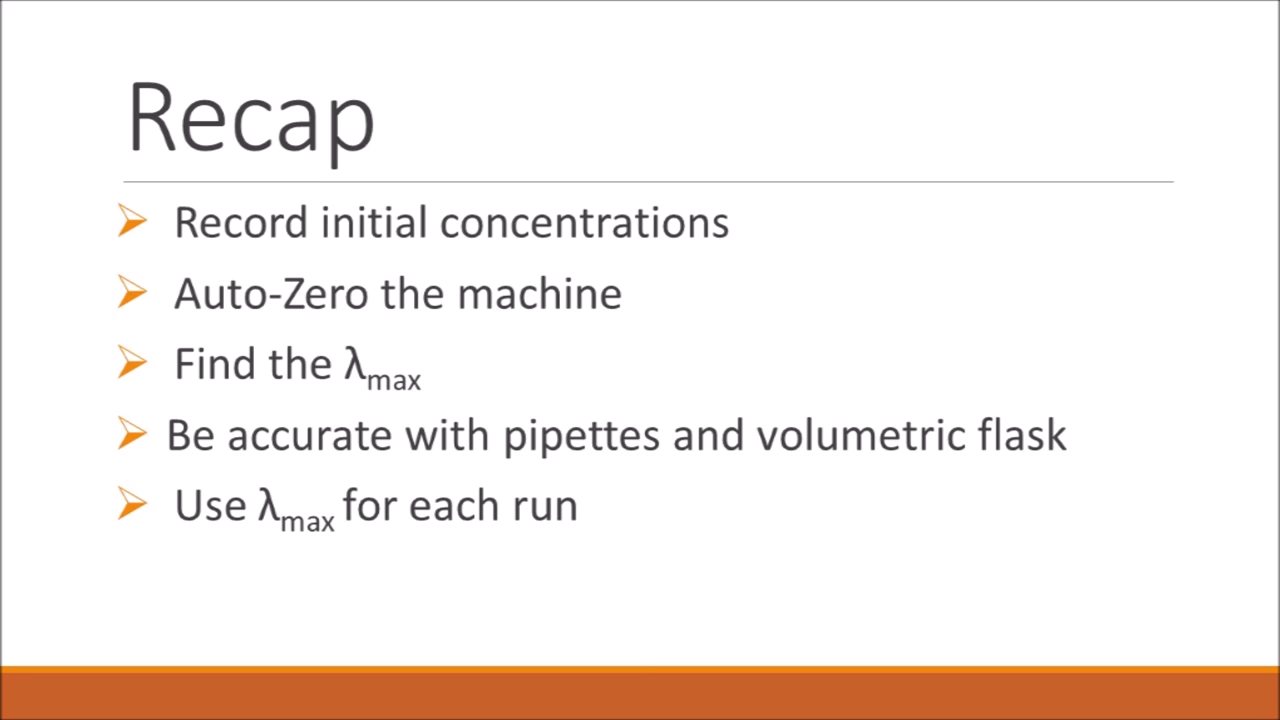 Recap
Record initial concentrations
Auto-Zero the machine
Find the λmax
Be accurate with pipettes and volumetric flask
Use λmax for each run